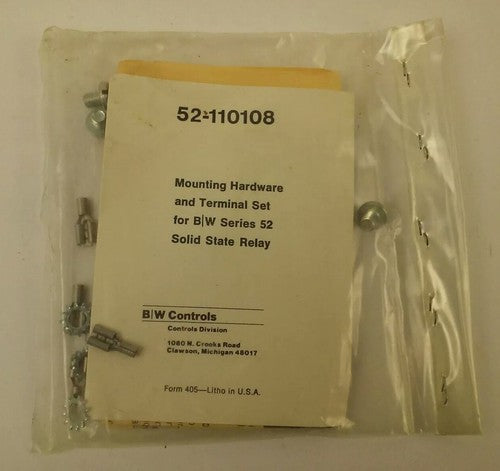 52-110108
Mounting Hardware
and Terminal Set
for B|W Series 52
Solid State Relay
B|W Controls
Controls Division
1080 N. Crooks Road
Clawson, Michigan 48017
Form 405—Litho in U.S.A.